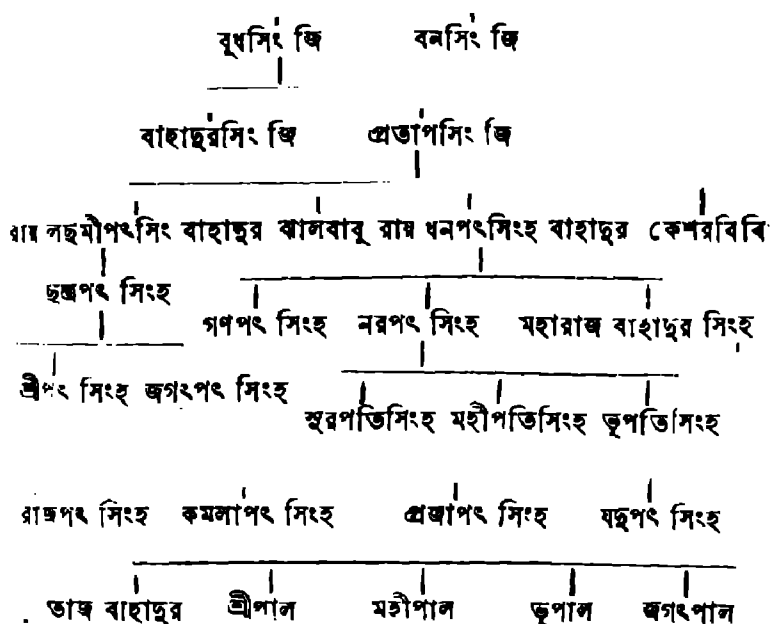 বুধসিং জি বনসিং জি
বাহাদুরসিং জি প্রতাপসিং জি
রায় লছমীপৎসিং বাহাদুর ঝালবাবু রায় ধনপৎসিংহ বাহাদুর কেশরবিবি
ছত্রপৎ সিংহ
গণপৎ সিংহ নরপৎ সিংহ মহারাজ বাহাদুর সিংহ
শ্রীপৎ সিংহ জগৎপৎ সিংহ
সুরপতিসিংহ মহীপতিসিংহ ভূপতিসিংহ
রাজপৎ সিংহ কমলাপৎ সিংহ প্রজাপৎ সিংহ যদুপৎ সিংহ
তাজ বাহাদুর শ্রীপাল মহীপাল ভূপাল জগৎপাল